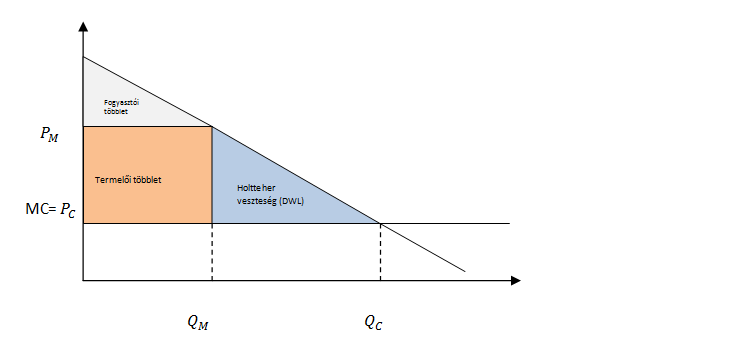 Fogyasztói
többlet
P_M
Termelői többlet
Holtteher
veszteség (DWL)
MC= P_C
Q_M
Q_C